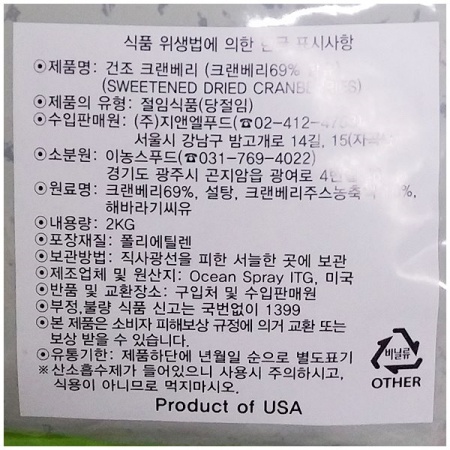 식품 위생법에 의한 표시사항
⊙제품명: 건조 크랜베리 (크랜베리69%
(SWEETENED DRIED
⊙제품의 유형: 절임식품(당절임)
⊙수입판매원: (주)지앤엘푸드(☎02-412-
서울시 강남구 밤고개로 14길,
⊙소분원: 이농스푸드(☎031-769-4022)
경기도 광주시 곤지암읍 광여로
⊙원료명: 크랜베리69%, 설탕,
해바라기씨유
⊙내용량: 2KG
⊙포장재질: 폴리에틸렌
⊙보관방법: 직사광선을 피한 서늘한 곳에 보관
⊙제조업체 및 원산지: Ocean Spray ITG, 미국
⊙반품 및 교환장소: 구입처 및 수입판매원
⊙부정,불량 식품 신고는 국번없이 1399
⊙본 제품은 소비자 피해보상 규정에 의거 교환 또는
보상 받을 수 있습니다.
⊙유통기한: 제품하단에 년월일 순으로 별도표기
※산소흡수제가 들어있으니 사용시 주의하시고,
식용이 아니므로 먹지마시오.
Product of USA
비닐류
OTHER